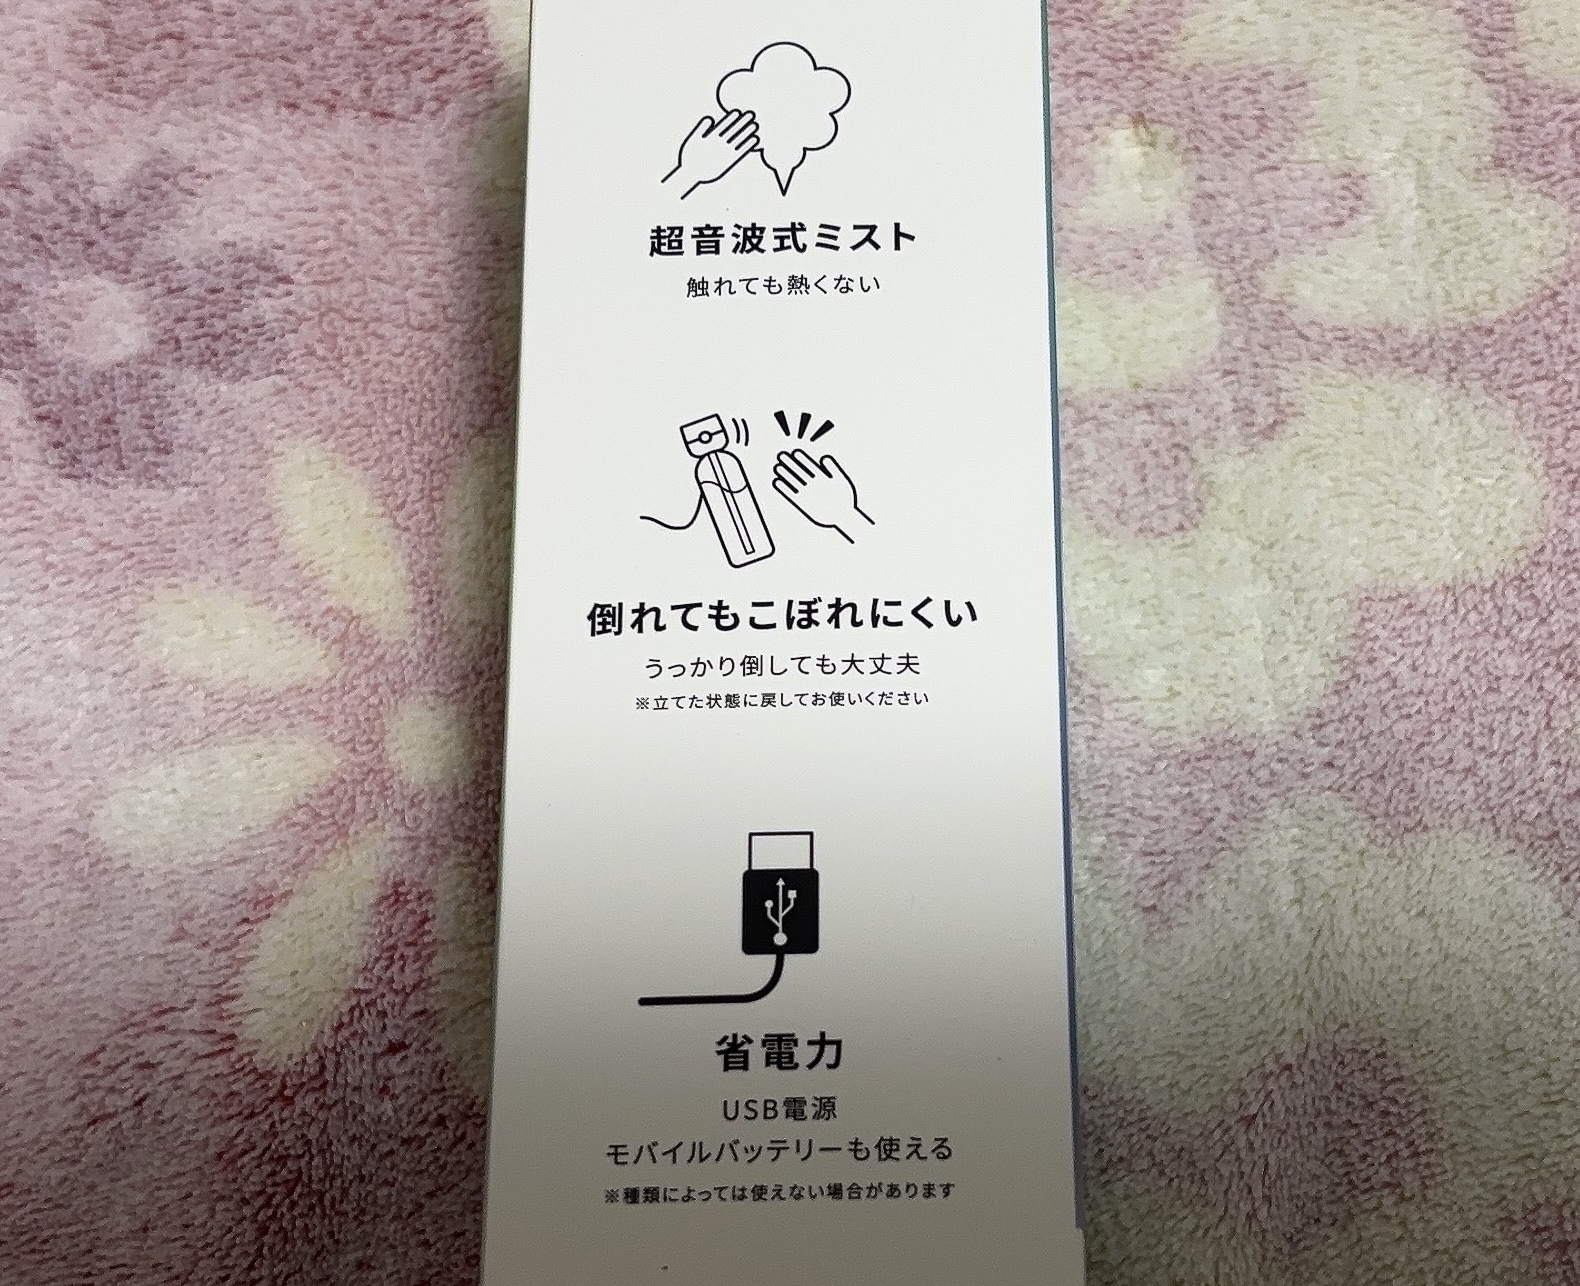 超音波式ミスト
触れても熱くない
倒れてもこぼれにくい
うっかり倒しても大丈夫
※立てた状態に戻してお使いください
省電力
USB電源
モバイルバッテリーも使える
※種類によっては使えない場合があります